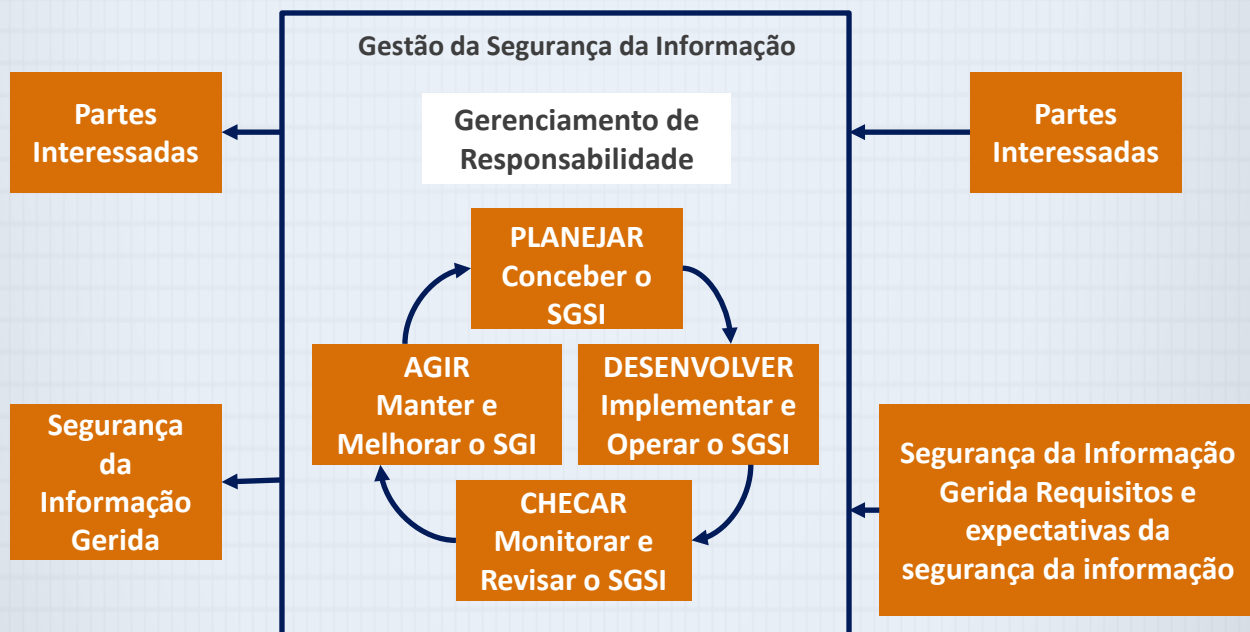 Gestão da Segurança da Informação
Partes
Interessadas
Gerenciamento de
Responsabilidade
Partes
Interessadas
PLANEJAR
Conceber o
SGSI
AGIR
Manter e
Melhorar o SGI
DESENVOLVER
Implementar e
Operar o SGSI
Segurança
da
Informação
Gerida
CHECAR
Monitorar e
Revisar o SGSI
Segurança da Informação
Gerida Requisitos e
expectativas da
segurança da informação